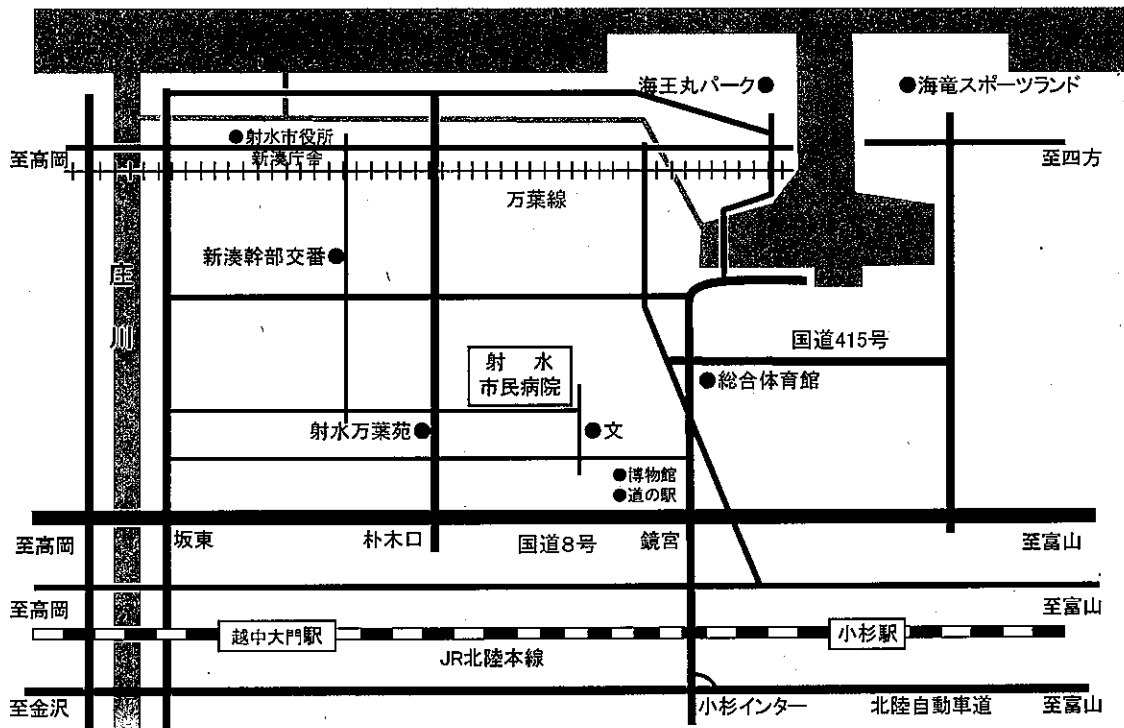 海王丸パーク
海竜スポーツランド
射水市役所
新湊庁舎
至高岡
至四方
万葉線
新湊幹部交番
庄川
国道415号
射水
市民病院
総合体育館
射水万葉苑
文
博物館
道の駅
至高岡
坂東
朴木口
国道8号
鏡宮
至富山
至高岡
至富山
越中大門駅
小杉駅
JR北陸本線
至金沢
小杉インター
北陸自動車道
至富山